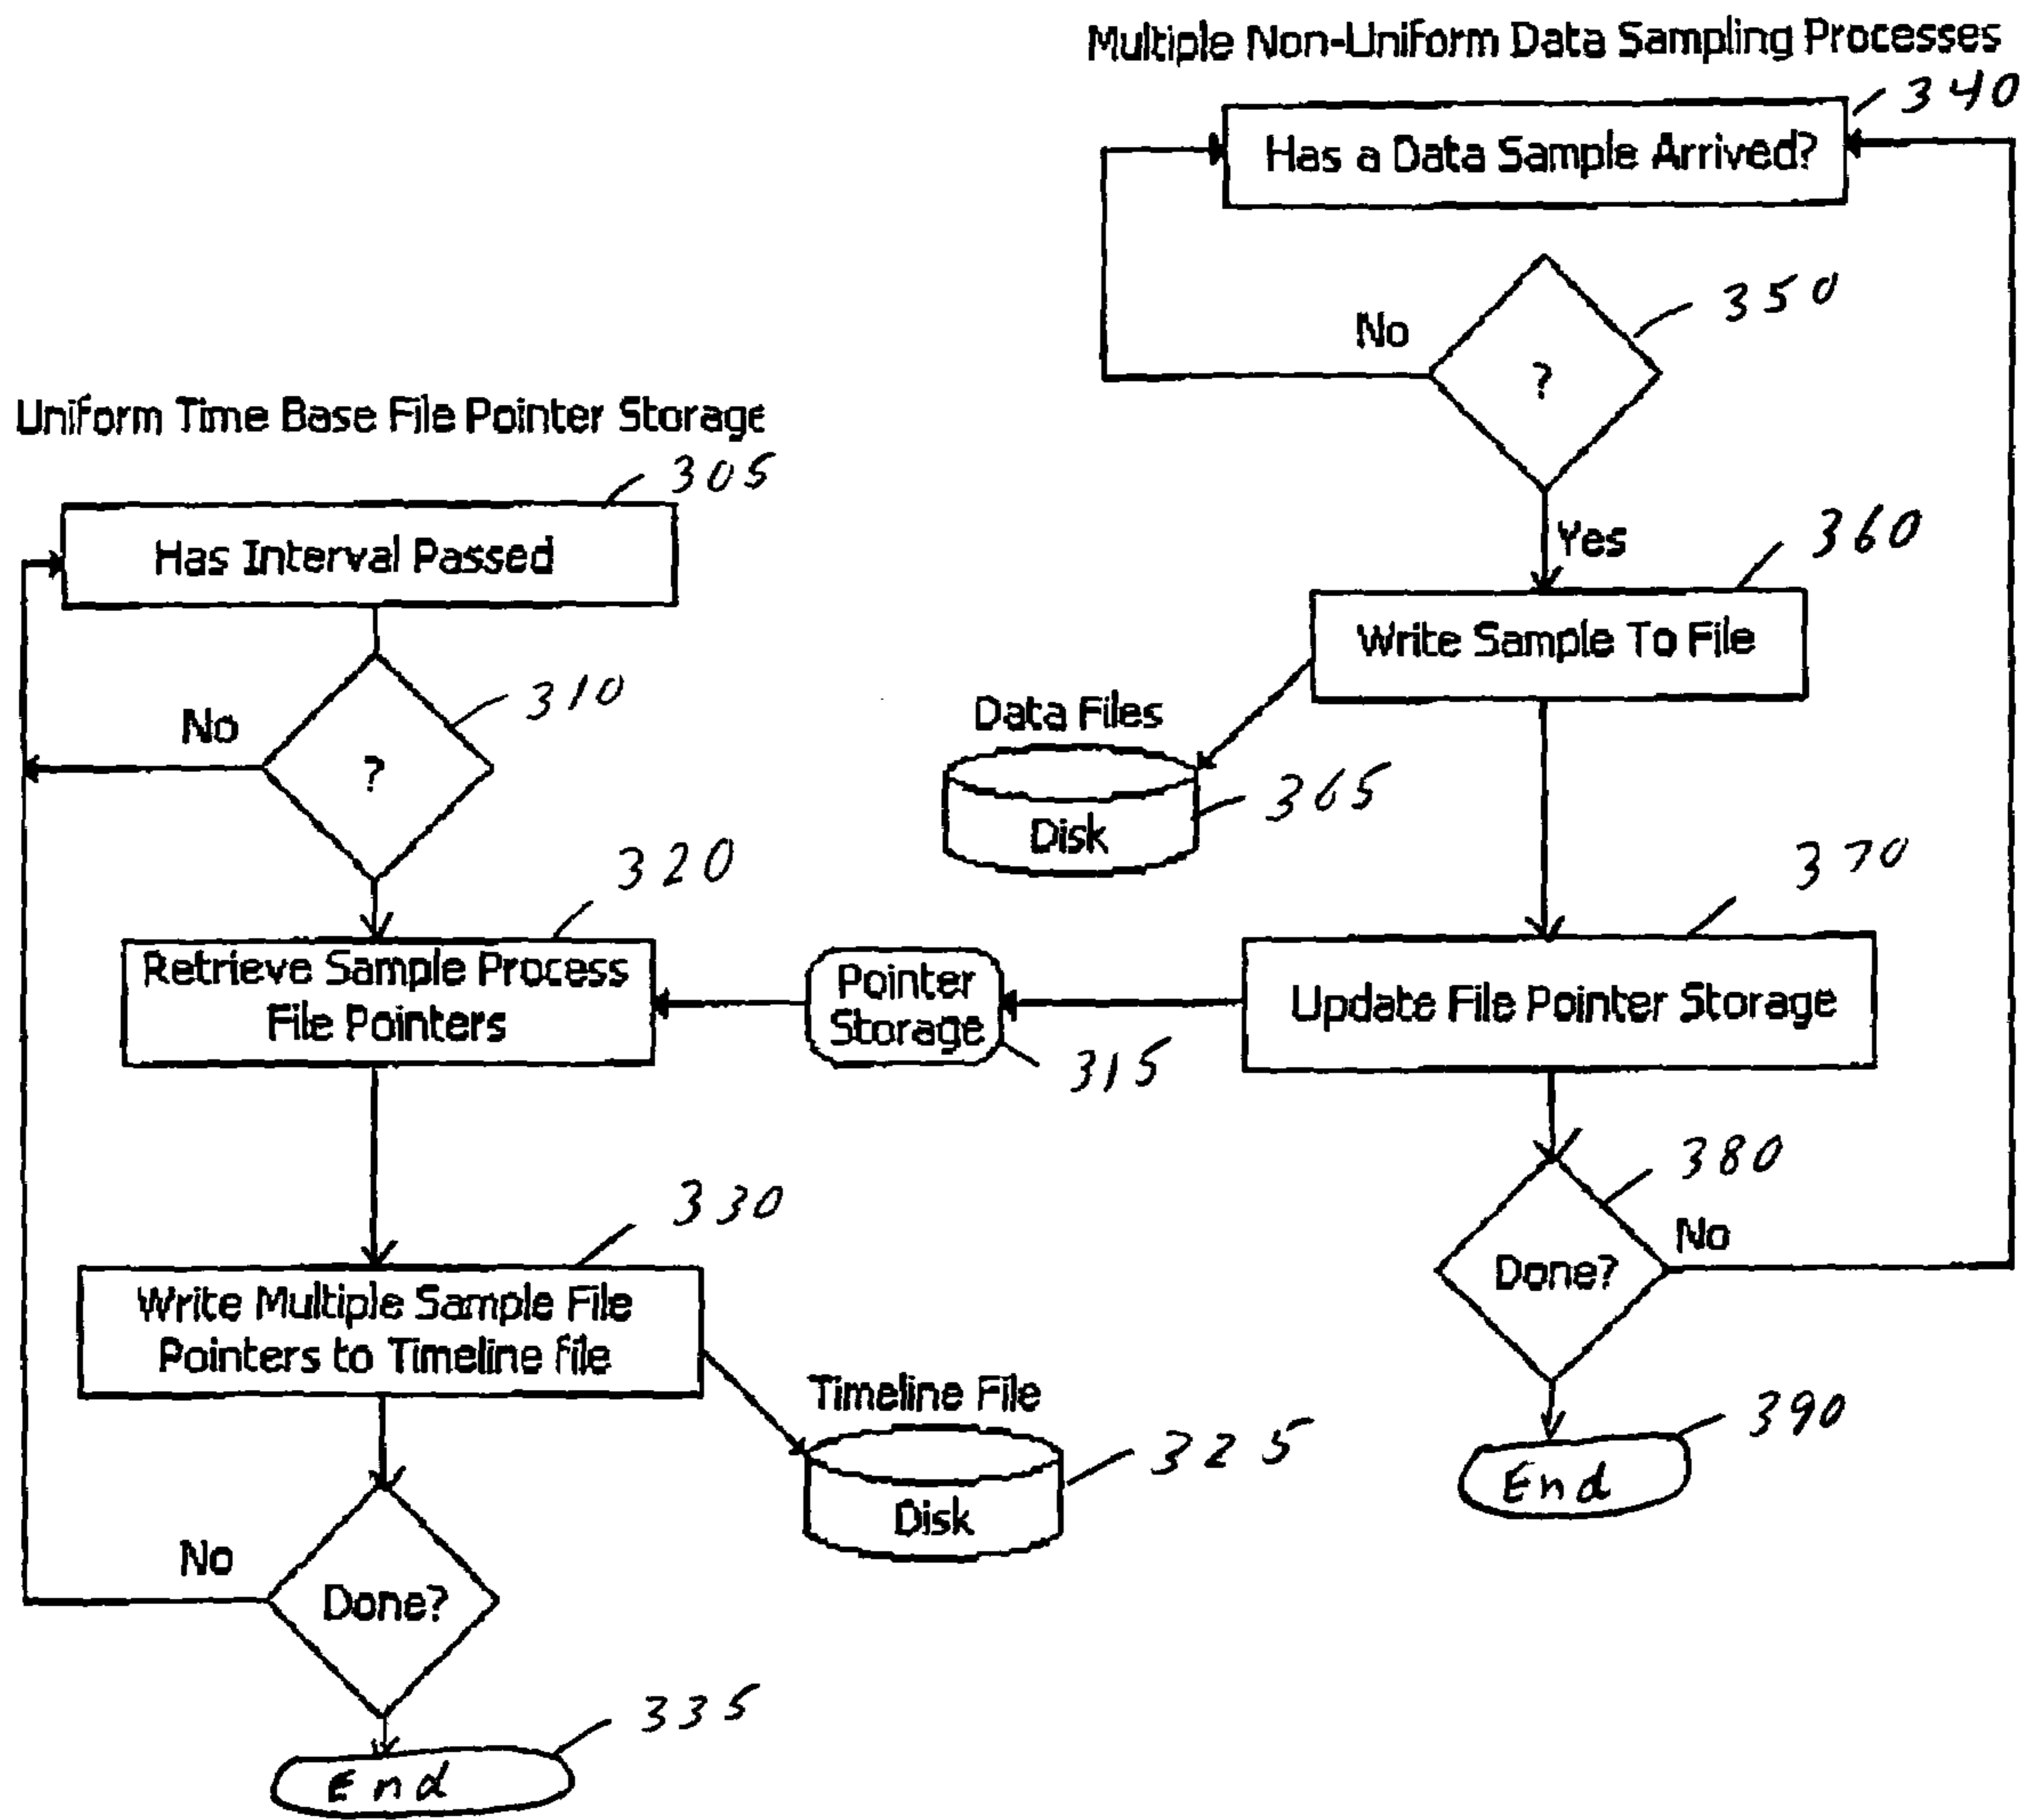 Multiple Non-Uniform Data Sampling Processes
340
Has a Data Sample Arrived?
350
No
?
Yes
360
Write Sample To File
Data Files
Disk
365
370
Update File Pointer Storage
380
Done?
No
390
End
Uniform Time Base File Pointer Storage
305
Has Interval Passed
310
No
?
320
Retrieve Sample Process
File Pointers
Pointer
Storage
315
330
Write Multiple Sample File
Pointers to Timeline file
Timeline File
Disk
325
No
Done?
335
End